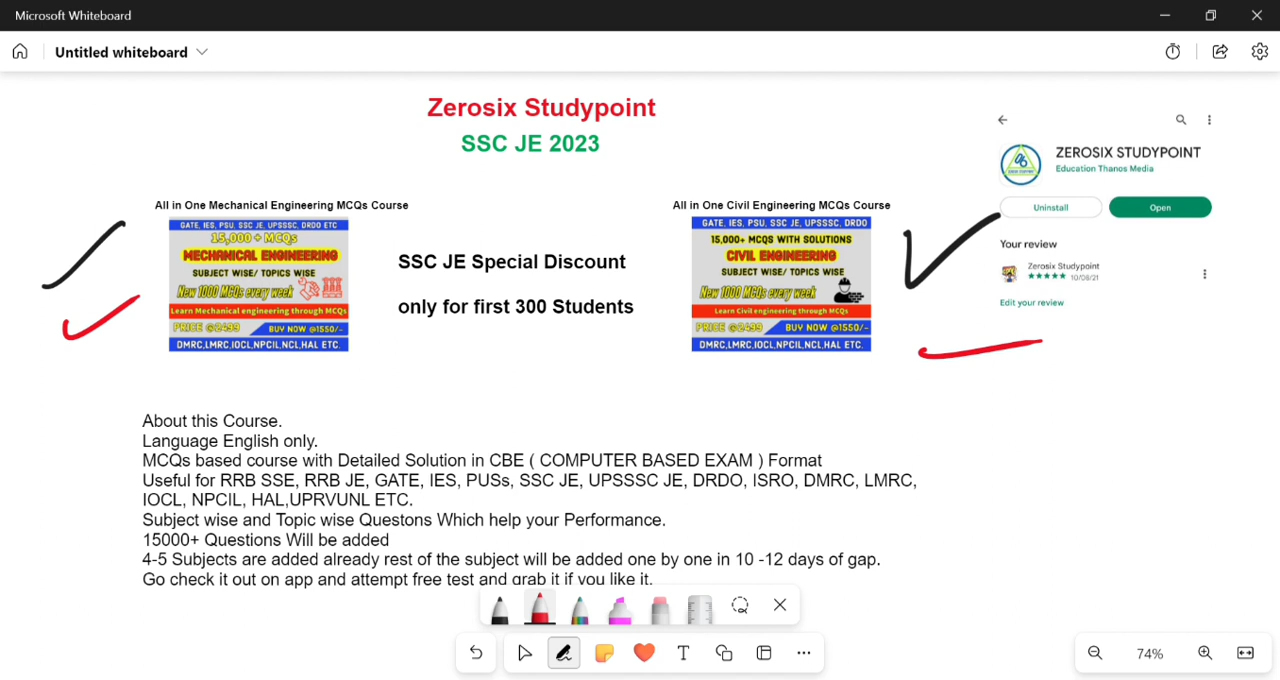 Microsoft Whiteboard
Untitled whiteboard
Zerosix Studypoint
SSC JE 2023
ZEROSIX STUDYPOINT
Education Thanos Media
Uninstall
Open
Your review
Zerosix Studypoint
★★★★★ 10/08/21
Edit your review
All in One Mechanical Engineering MCQs Course
GATE, IES, PSU, SSC JE, UPSSSC, DRDO ETC
15,000 + MCQs
MECHANICAL ENGINEERING
SUBJECT WISE/ TOPICS WISE
New 1000 MCQs every week
Learn Mechanical engineering through MCQs
PRICE @2499
BUY NOW @1550/-
DMRC,LMRC,IOCL,NPCIL,NCL,HAL ETC.
SSC JE Special Discount
only for first 300 Students
All in One Civil Engineering MCQs Course
GATE, IES, PSU, SSC JE, UPSSSC, DRDO
15,000+ MCQS WITH SOLUTIONS
CIVIL ENGINEERING
SUBJECT WISE/ TOPICS WISE
New 1000 MCQs every week
Learn Civil engineering through MCQs
PRICE @2499
BUY NOW @1550/-
DMRC,LMRC,IOCL,NPCIL,NCL,HAL ETC.
About this Course.
Language English only.
MCQs based course with Detailed Solution in CBE ( COMPUTER BASED EXAM ) Format
Useful for RRB SSE, RRB JE, GATE, IES, PUSs, SSC JE, UPSSSC JE, DRDO, ISRO, DMRC, LMRC,
IOCL, NPCIL, HAL,UPRVUNL ETC.
Subject wise and Topic wise Questons Which help your Performance.
15000+ Questions Will be added
4-5 Subjects are added already rest of the subject will be added one by one in 10 -12 days of gap.
Go check it out on app and attempt free test and grab it if you like it.
74%